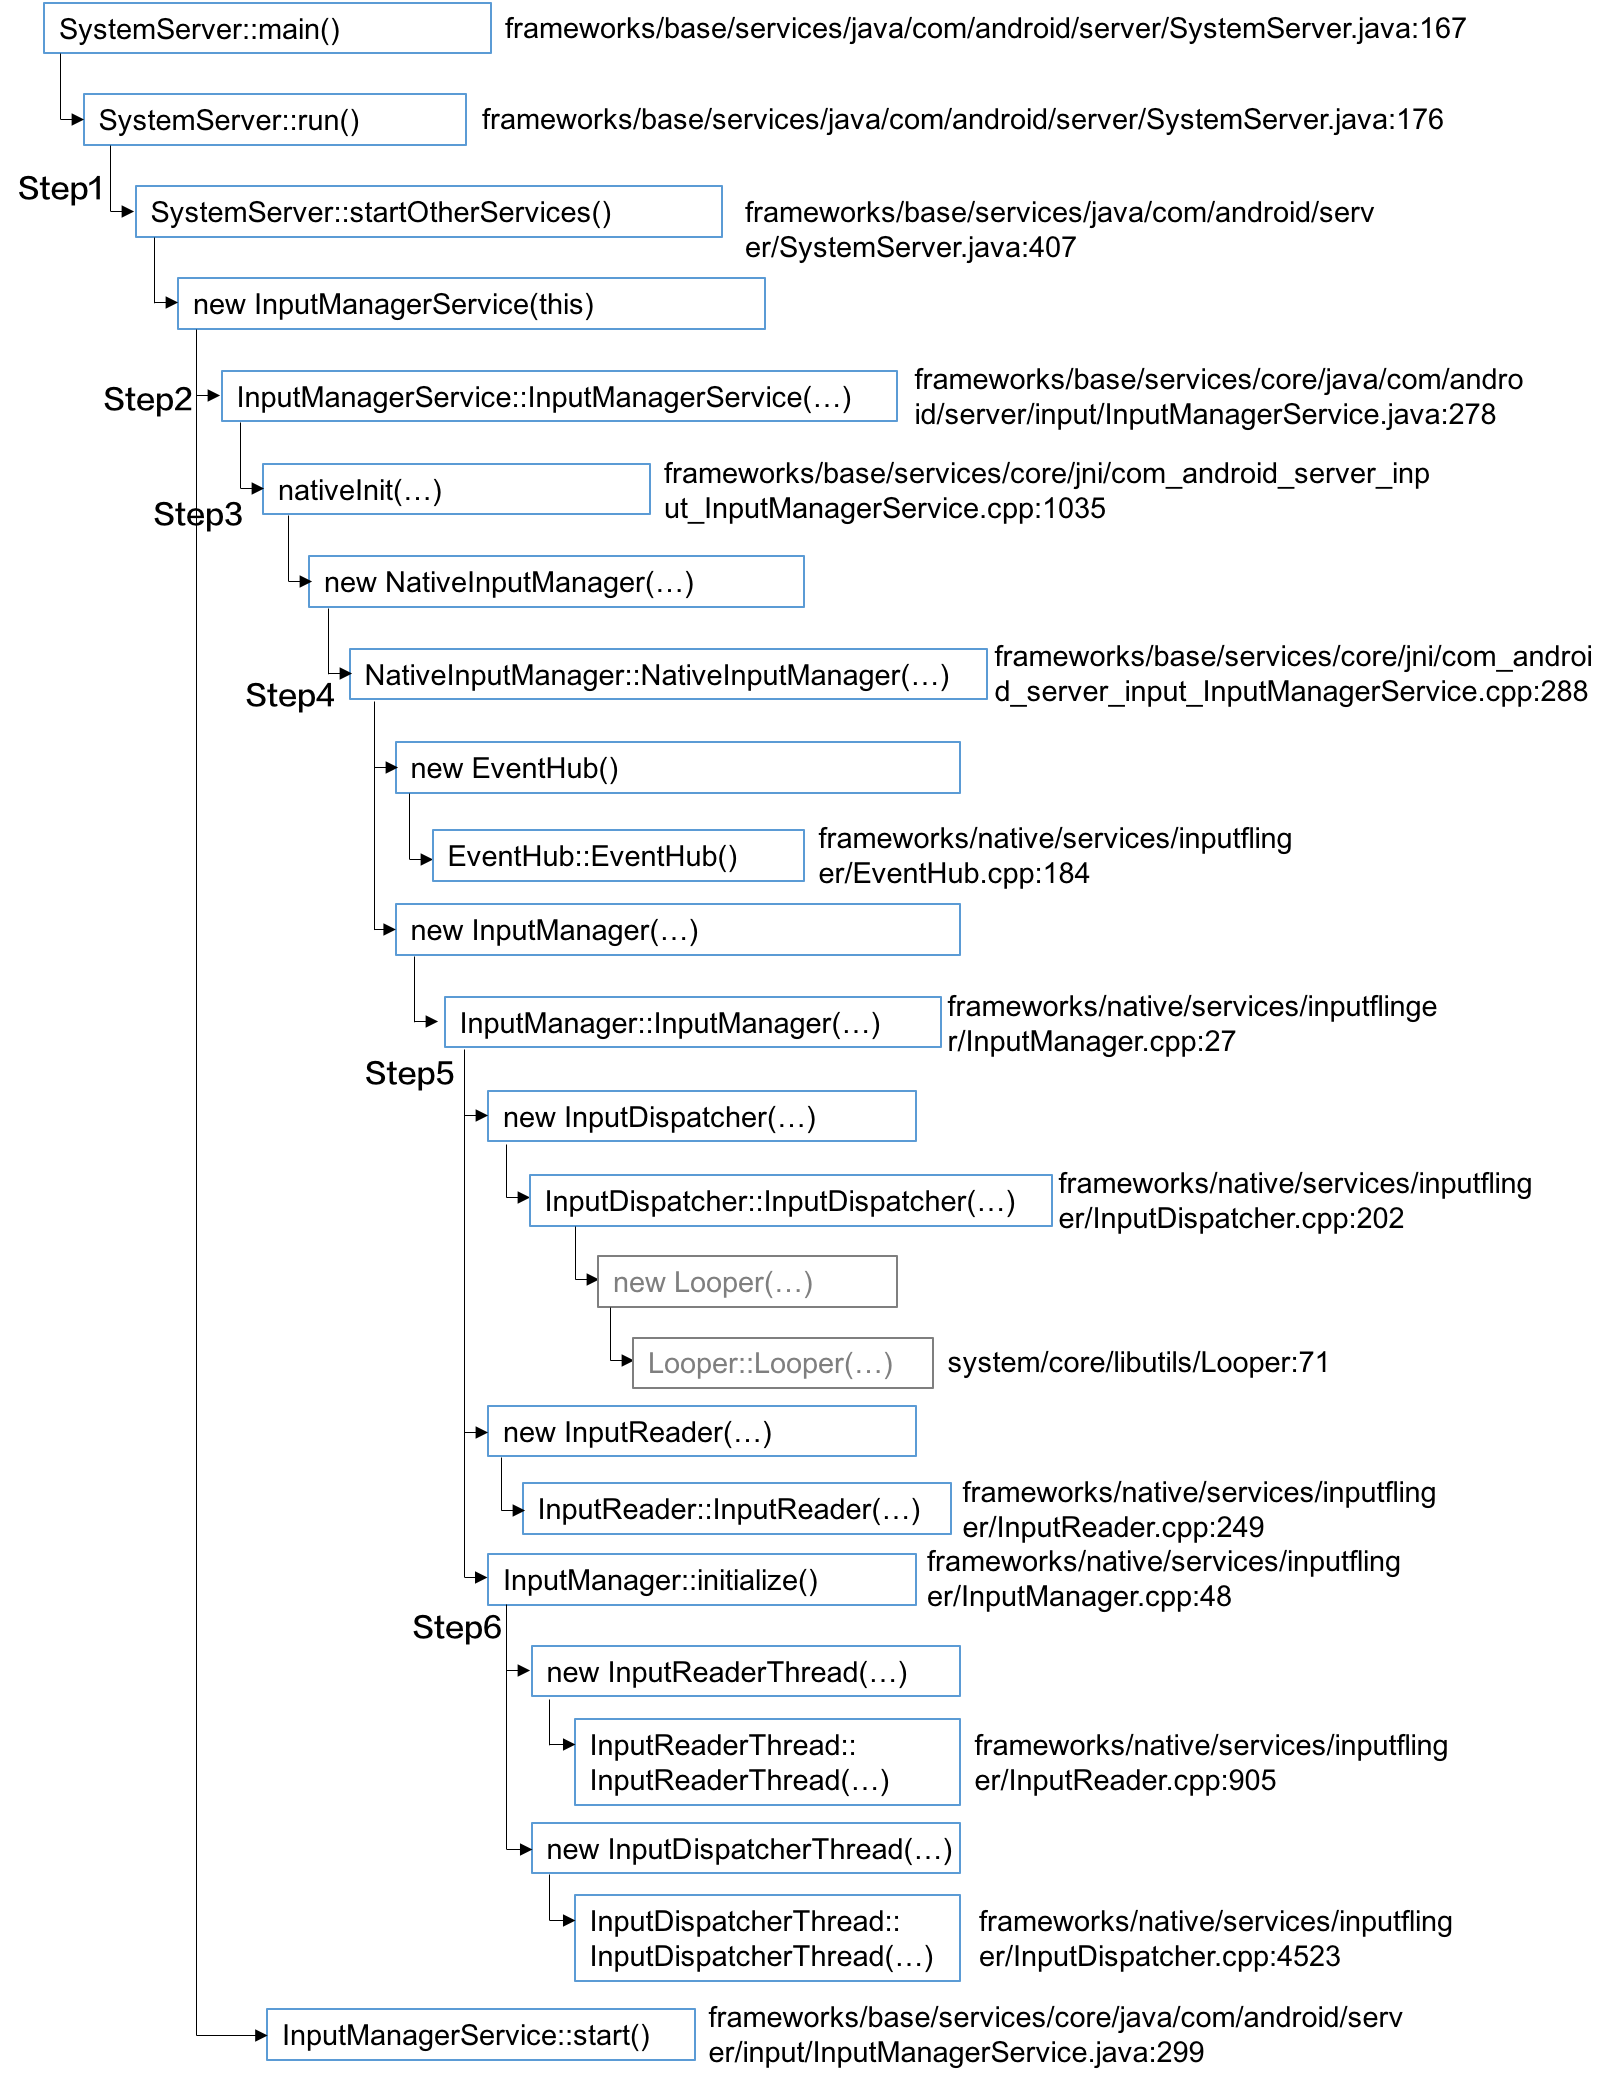 SystemServer::main()
frameworks/base/services/java/com/android/server/SystemServer.java:167
SystemServer::run()
frameworks/base/services/java/com/android/server/SystemServer.java:176
Step1
SystemServer::startOtherServices()
frameworks/base/services/java/com/android/serv
er/SystemServer.java:407
new InputManagerService(this)
Step2
InputManagerService::InputManagerService(…)
frameworks/base/services/core/java/com/andro
id/server/input/InputManagerService.java:278
nativeInit(…)
frameworks/base/services/core/jni/com_android_server_inp
ut_InputManagerService.cpp:1035
Step3
new NativeInputManager(…)
NativeInputManager::NativeInputManager(…)
frameworks/base/services/core/jni/com_androi
d_server_input_InputManagerService.cpp:288
Step4
new EventHub()
EventHub::EventHub()
frameworks/native/services/inputfling
er/EventHub.cpp:184
new InputManager(…)
InputManager::InputManager(…)
frameworks/native/services/inputflinge
r/InputManager.cpp:27
Step5
new InputDispatcher(…)
InputDispatcher::InputDispatcher(…)
frameworks/native/services/inputfling
er/InputDispatcher.cpp:202
new Looper(…)
Looper::Looper(…)
system/core/libutils/Looper:71
new InputReader(…)
InputReader::InputReader(…)
frameworks/native/services/inputfling
er/InputReader.cpp:249
InputManager::initialize()
frameworks/native/services/inputfling
er/InputManager.cpp:48
Step6
new InputReaderThread(…)
InputReaderThread::
InputReaderThread(…)
frameworks/native/services/inputfling
er/InputReader.cpp:905
new InputDispatcherThread(…)
InputDispatcherThread::
InputDispatcherThread(…)
frameworks/native/services/inputfling
er/InputDispatcher.cpp:4523
InputManagerService::start()
frameworks/base/services/core/java/com/android/serv
er/input/InputManagerService.java:299